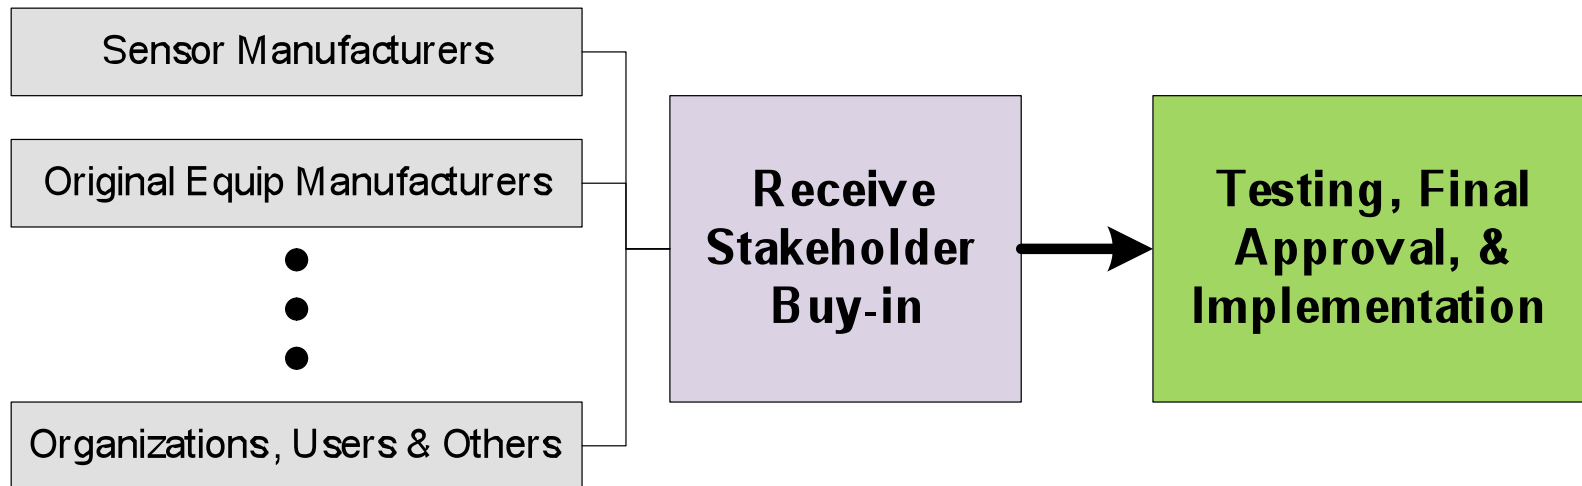 Sensor Manufacturers
Original Equip Manufacturers
Organizations, Users & Others
Receive
Stakeholder
Buy-in
Testing, Final
Approval, &
Implementation